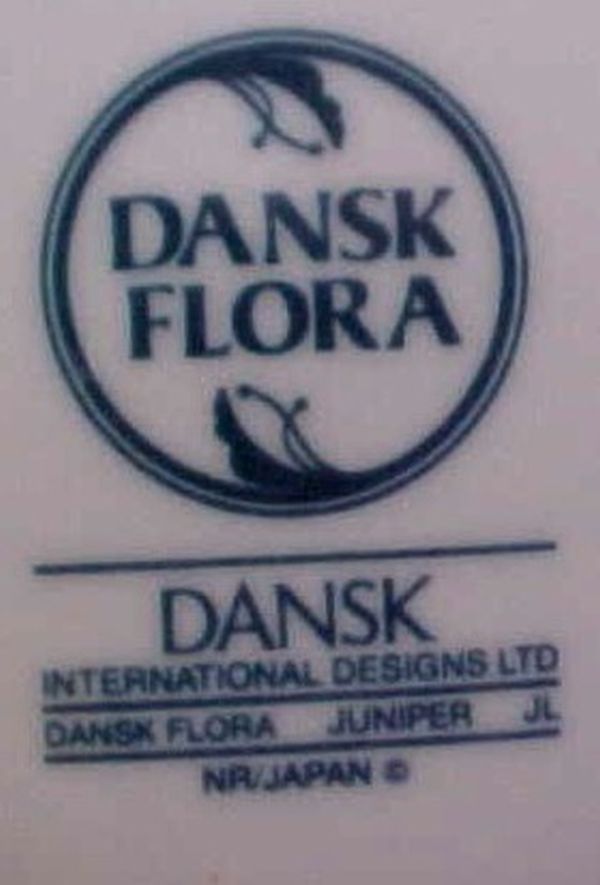 DANSK
FLORA
DANSK
INTERNATIONAL DESIGNS LTD
DANSK FLORA JUNIPER JL
NR/JAPAN ©